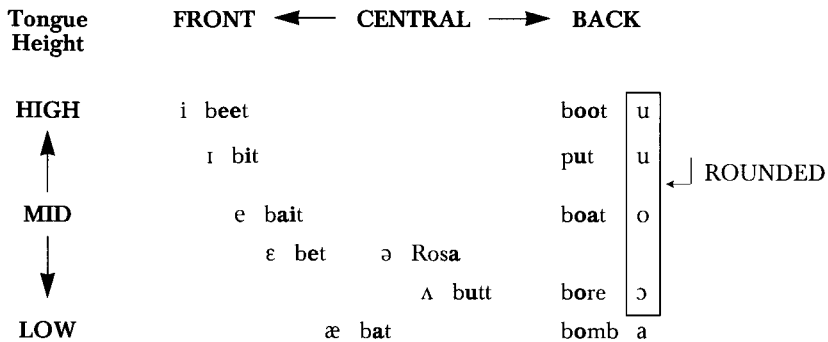 Tongue Height FRONT CENTRAL BACK
HIGH i beet boot u
ɪ bit put u
ROUNDED
MID e bait boat o
ɛ bet ə Rosa
ʌ butt bore ɔ
LOW æ bat bomb a